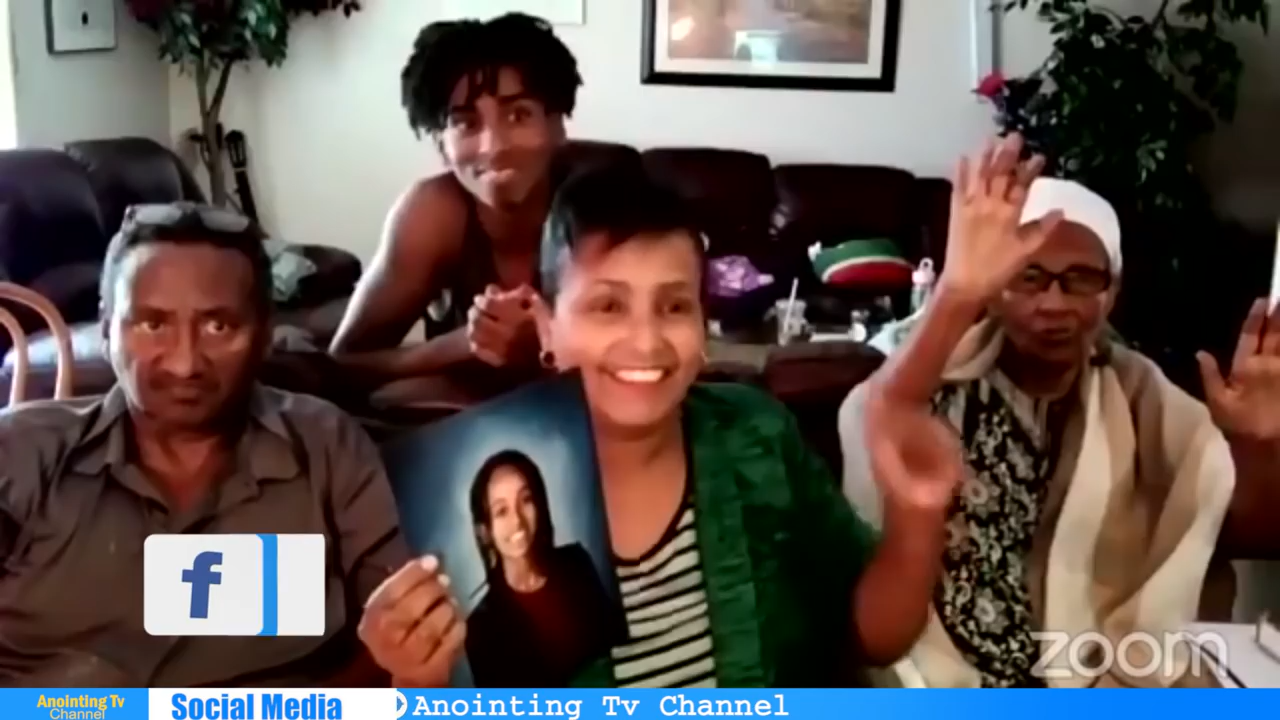 f
zoom
Anointing Tv
Channel
Social Media
Anointing Tv Channel